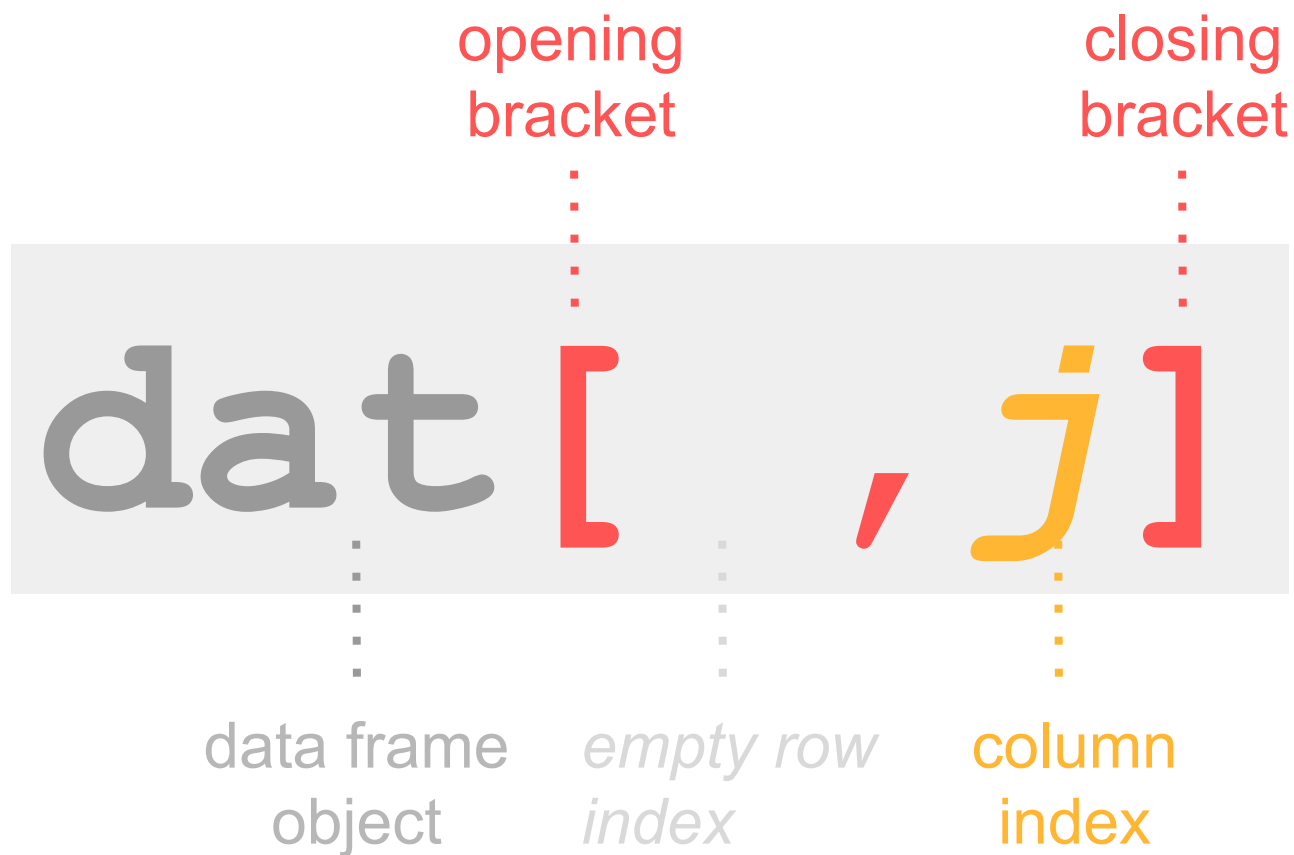 opening closing
bracket bracket
dat[ ,j]
data frame empty row column
object index index